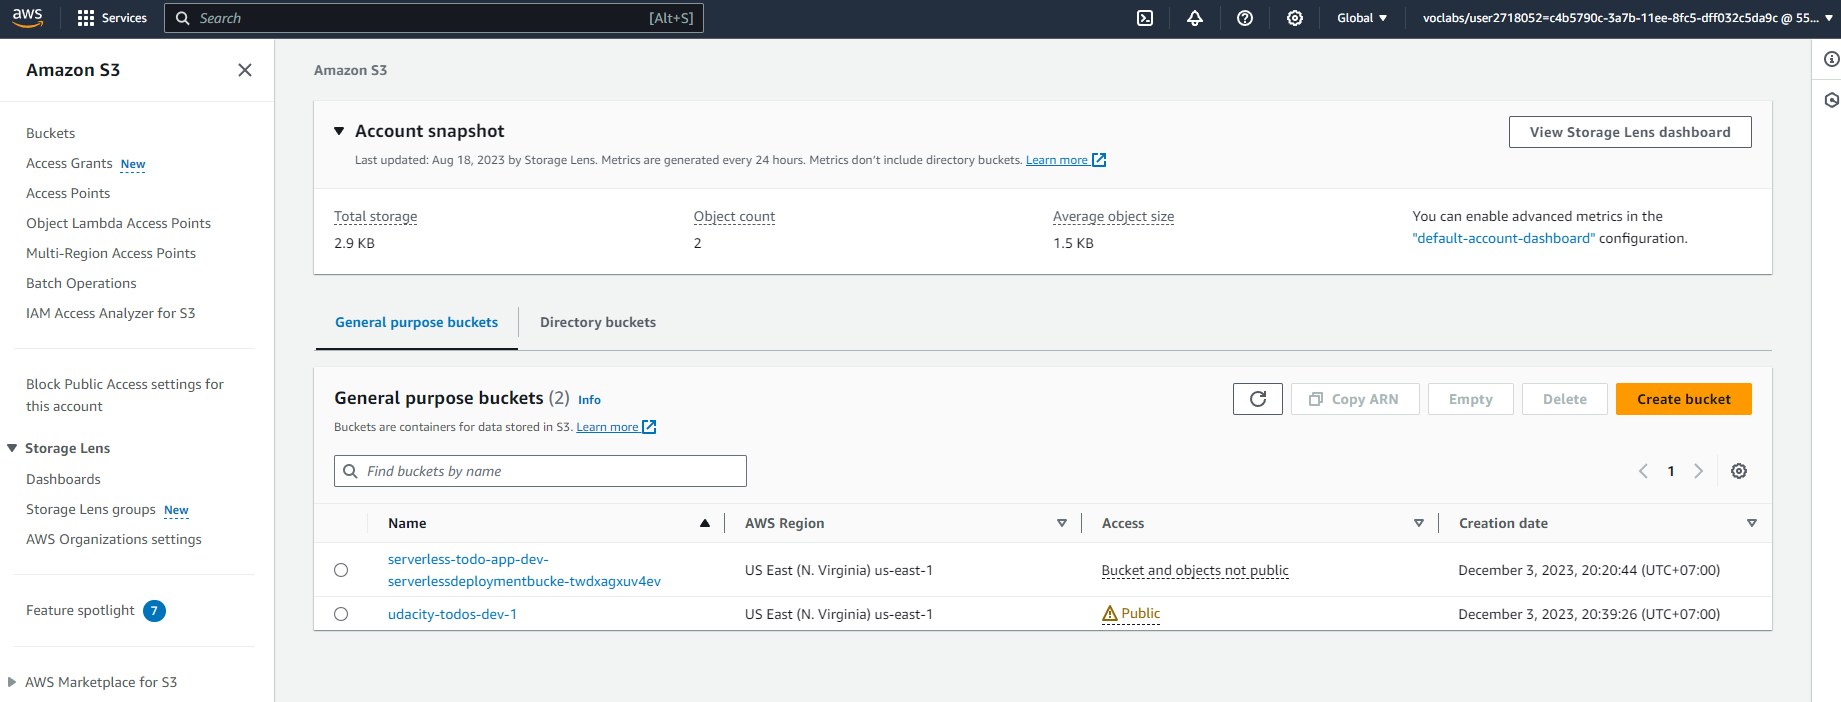 aws
Services
Search
[Alt+S]
Global
voclabs/user2718052=c4b5790c-3a7b-11ee-8fc5-dff032c5da9c @ 55...
Amazon S3
Buckets
Access Grants New
Access Points
Object Lambda Access Points
Multi-Region Access Points
Batch Operations
IAM Access Analyzer for S3
Block Public Access settings for
this account
Storage Lens
Dashboards
Storage Lens groups New
AWS Organizations settings
Feature spotlight 7
AWS Marketplace for S3
Amazon S3
Account snapshot
View Storage Lens dashboard
Last updated: Aug 18, 2023 by Storage Lens. Metrics are generated every 24 hours. Metrics don't include directory buckets. Learn more
Total storage
2.9 KB
Object count
2
Average object size
1.5 KB
You can enable advanced metrics in the
"default-account-dashboard" configuration.
General purpose buckets
Directory buckets
General purpose buckets (2) Info
Buckets are containers for data stored in S3. Learn more
Copy ARN
Empty
Delete
Create bucket
Find buckets by name
1
Name
AWS Region
Access
Creation date
serverless-todo-app-dev-
serverlessdeploymentbucke-twdxagxuv4ev
US East (N. Virginia) us-east-1
Bucket and objects not public
December 3, 2023, 20:20:44 (UTC+07:00)
udacity-todos-dev-1
US East (N. Virginia) us-east-1
Public
December 3, 2023, 20:39:26 (UTC+07:00)